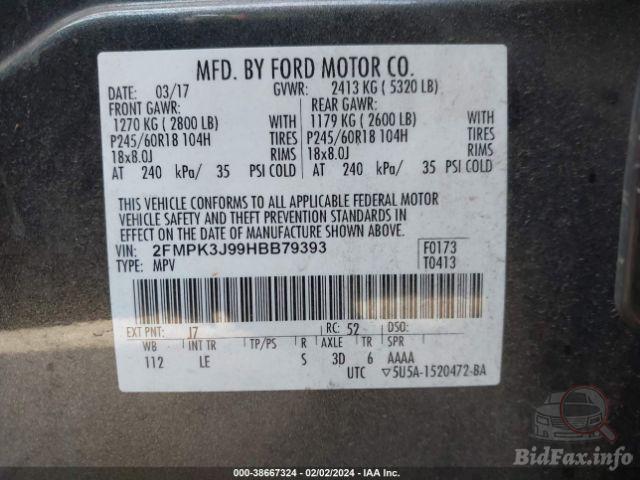 MFD. BY FORD MOTOR CO.
DATE: 03/17 GVWR: 2413 KG ( 5320 LB)
FRONT GAWR: REAR GAWR:
1270 KG ( 2800 LB) WITH 1179 KG ( 2600 LB) WITH
P245/60R18 104H TIRES P245/60R18 104H TIRES
18x8.0J RIMS 18x8.0J RIMS
AT 240 kPa/ 35 PSI COLD AT 240 kPa/ 35 PSI COLD
THIS VEHICLE CONFORMS TO ALL APPLICABLE FEDERAL MOTOR
VEHICLE SAFETY AND THEFT PREVENTION STANDARDS IN
EFFECT ON THE DATE OF MANUFACTURE SHOWN ABOVE.
VIN: 2FMPK3J99HBB79393 F0173
TYPE: MPV T0413
EXT PNT: J7 RC: 52 DSO:
WB INT TR TP/PS R AXLE TR SPR
112 LE S 3D 6 AAAA
UTC ▽5U5A-1520472-BA
000-38667324 - 02/02/2024 - IAA Inc.
BidFax.info